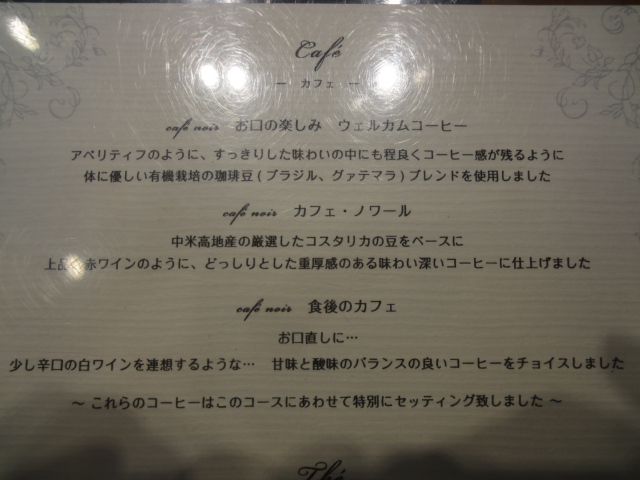 Café
― カフェ ―
café noir お口の楽しみ ウェルカムコーヒー
アペリティフのように、すっきりした味わいの中にも程良くコーヒー感が残るように
体に優しい有機栽培の珈琲豆(ブラジル、グァテマラ)ブレンドを使用しました
café noir カフェ・ノワール
中米高地産の厳選したコスタリカの豆をベースに
上品な赤ワインのように、どっしりとした重厚感のある味わい深いコーヒーに仕上げました
café noir 食後のカフェ
お口直しに…
少し辛口の白ワインを連想するような… 甘味と酸味のバランスの良いコーヒーをチョイスしました
～ これらのコーヒーはこのコースにあわせて特別にセッティング致しました ～
Thé